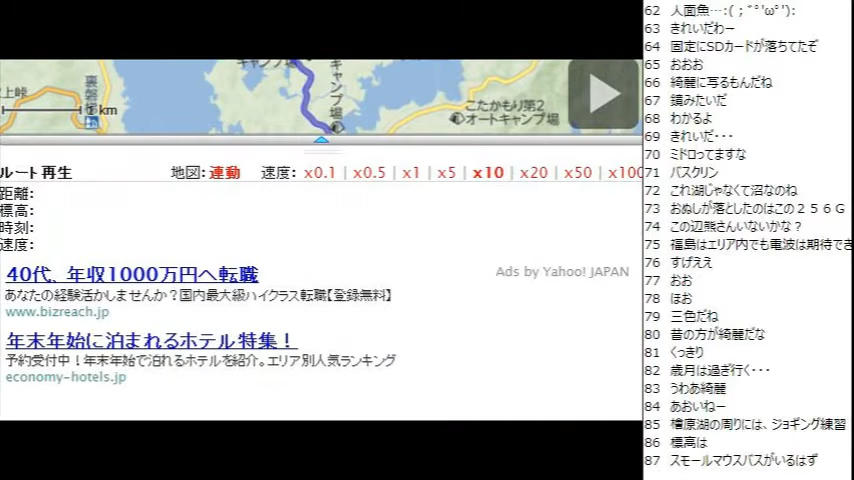 キャンプ場
キャンプ場
上峠
裏磐梯
1 km
こたかもり第2
オートキャンプ場
ルート再生
地図: 連動 速度: x0.1 | x0.5 | x1 | x5 | x10 | x20 | x50 | x100
距離:
標高:
時刻:
速度:
40代、年収1000万円へ転職
Ads by Yahoo! JAPAN
あなたの経験活かしませんか?国内最大級ハイクラス転職【登録無料】
www.bizreach.jp
年末年始に泊まれるホテル特集!
予約受付中!年末年始で泊れるホテルを紹介。エリア別人気ランキング
economy-hotels.jp
62 人面魚…:( ; ゙゚'ω゚'):
63 きれいだわー
64 固定にSDカードが落ちてたぞ
65 おおお
66 綺麗に写るもんだね
67 鏡みたいだ
68 わかるよ
69 きれいだ・・・
70 ミドロってますな
71 バスクリン
72 これ湖じゃなくて沼なのね
73 おぬしが落としたのはこの256G
74 この辺熊さんいないかな?
75 福島はエリア内でも電波は期待でき
76 すげええ
77 おお
78 ほお
79 三色だね
80 昔の方が綺麗だな
81 くっきり
82 歳月は過ぎ行く・・・
83 うわあ綺麗
84 あおいねー
85 檜原湖の周りには、ジョギング練習
86 標高は
87 スモールマウスバスがいるはず